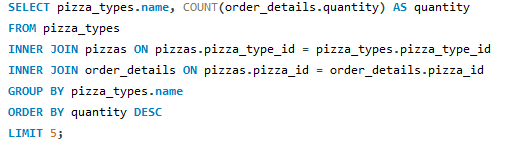 SELECT pizza_types.name, COUNT(order_details.quantity) AS quantity
FROM pizza_types
INNER JOIN pizzas ON pizzas.pizza_type_id = pizza_types.pizza_type_id
INNER JOIN order_details ON pizzas.pizza_id = order_details.pizza_id
GROUP BY pizza_types.name
ORDER BY quantity DESC
LIMIT 5;